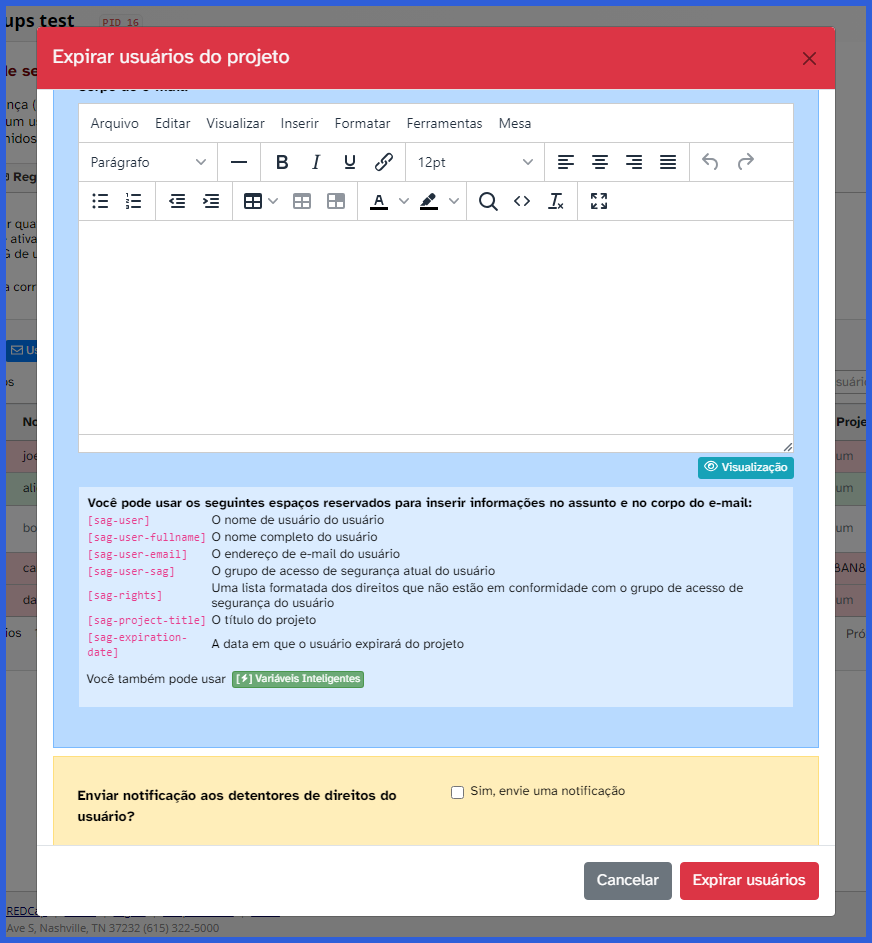 ups test PID 16
Expirar usuários do projeto
Corpo do e-mail:
Arquivo Editar Visualizar Inserir Formatar Ferramentas Mesa
Parágrafo B I U 12pt
A
Visualização
Você pode usar os seguintes espaços reservados para inserir informações no assunto e no corpo do e-mail:
[sag-user] O nome de usuário do usuário
[sag-user-fullname] O nome completo do usuário
[sag-user-email] O endereço de e-mail do usuário
[sag-user-sag] O grupo de acesso de segurança atual do usuário
[sag-rights] Uma lista formatada dos direitos que não estão em conformidade com o grupo de acesso de
segurança do usuário
[sag-project-title] O título do projeto
[sag-expiration-
date] A data em que o usuário expirará do projeto
Você também pode usar [⚡] Variáveis Inteligentes
Enviar notificação aos detentores de direitos do
usuário?
Sim, envie uma notificação
Cancelar Expirar usuários
Ave S, Nashville, TN 37232 (615) 322-5000